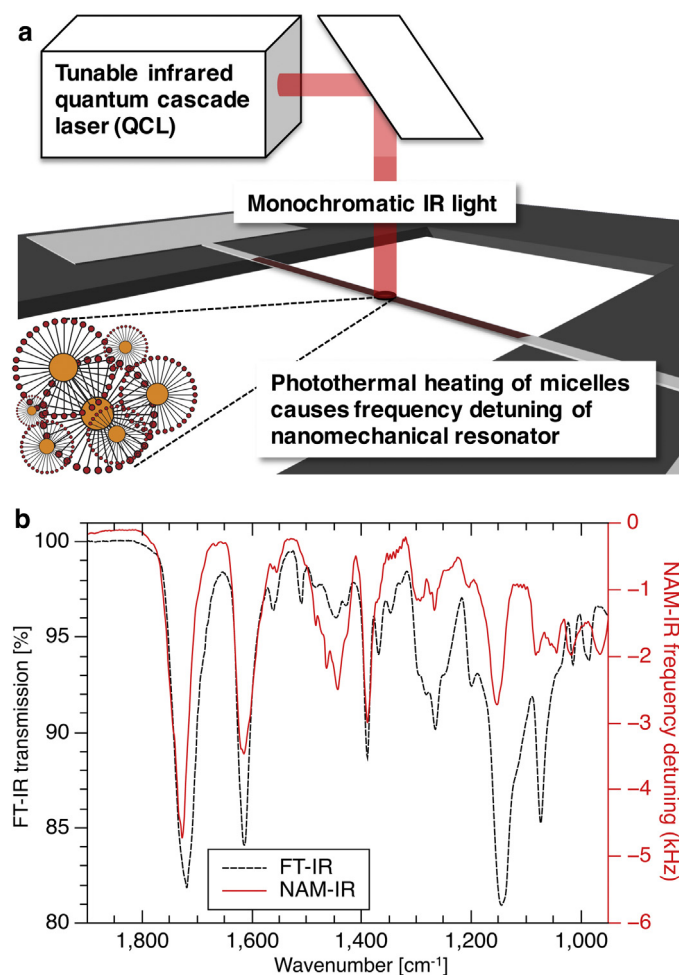 a
Tunable infrared
quantum cascade
laser (QCL)
Monochromatic IR light
Photothermal heating of micelles
causes frequency detuning of
nanomechanical resonator
b
100
95
90
85
80
FT-IR transmission [%]
0
−1
−2
−3
−4
−5
−6
NAM-IR frequency
detuning (kHz)
FT-IR
NAM-IR
1,800
1,600
1,400
1,200
1,000
Wavenumber [cm⁻¹]